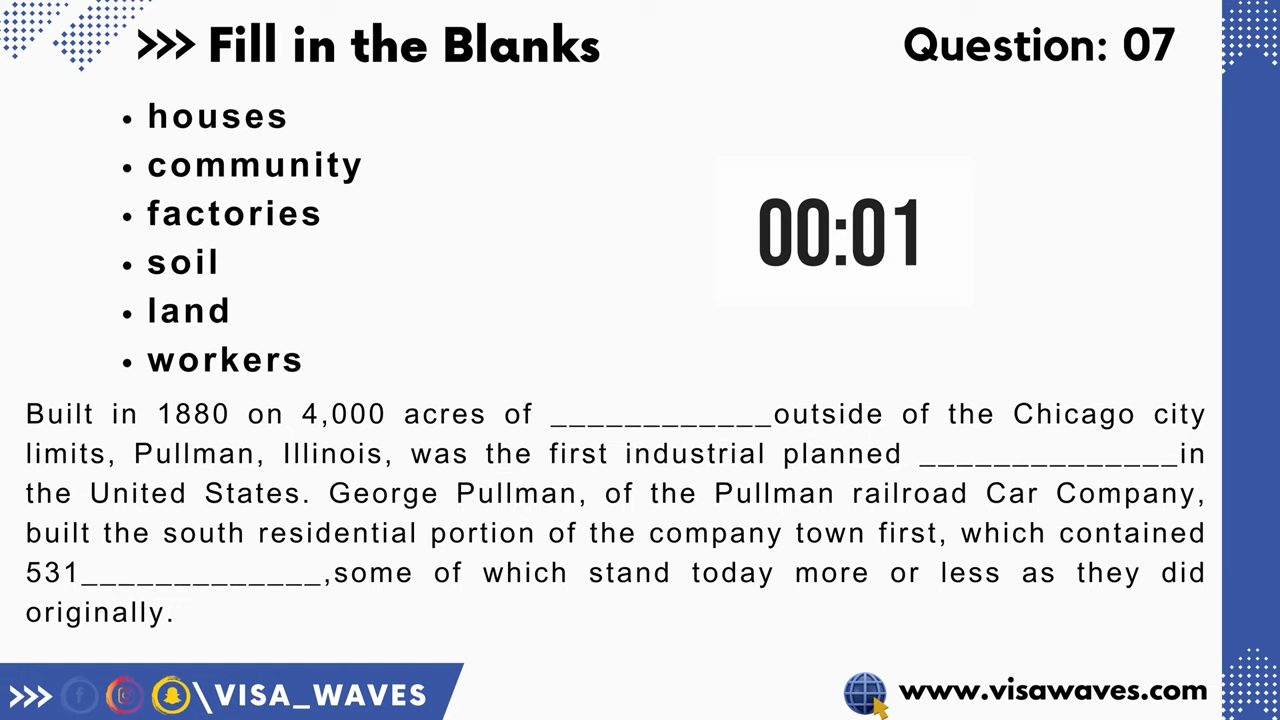 >>> Fill in the Blanks
Question: 07
• houses
• community
• factories
• soil
• land
• workers
00:01
Built in 1880 on 4,000 acres of ____________outside of the Chicago city
limits, Pullman, Illinois, was the first industrial planned ______________in
the United States. George Pullman, of the Pullman railroad Car Company,
built the south residential portion of the company town first, which contained
531_____________,some of which stand today more or less as they did
originally.
>>> \VISA_WAVES
www.visawaves.com